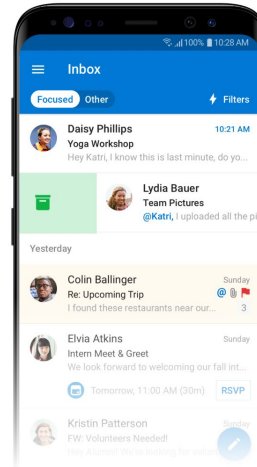 100% 10:28 AM
Inbox
Focused Other Filters
Daisy Phillips 10:21 AM
Yoga Workshop
Hey Katri, I know this is last minute, do yo...
Lydia Bauer
Team Pictures
@Katri, I uploaded all the pi
Yesterday
Colin Ballinger Sunday
Re: Upcoming Trip @
I found these restaurants near our... 3
Elvia Atkins Sunday
Intern Meet & Greet
We look forward to welcoming our fall int...
Tomorrow, 11:00 AM (30m) RSVP
Kristin Patterson Sunday
FW: Volunteers Needed!